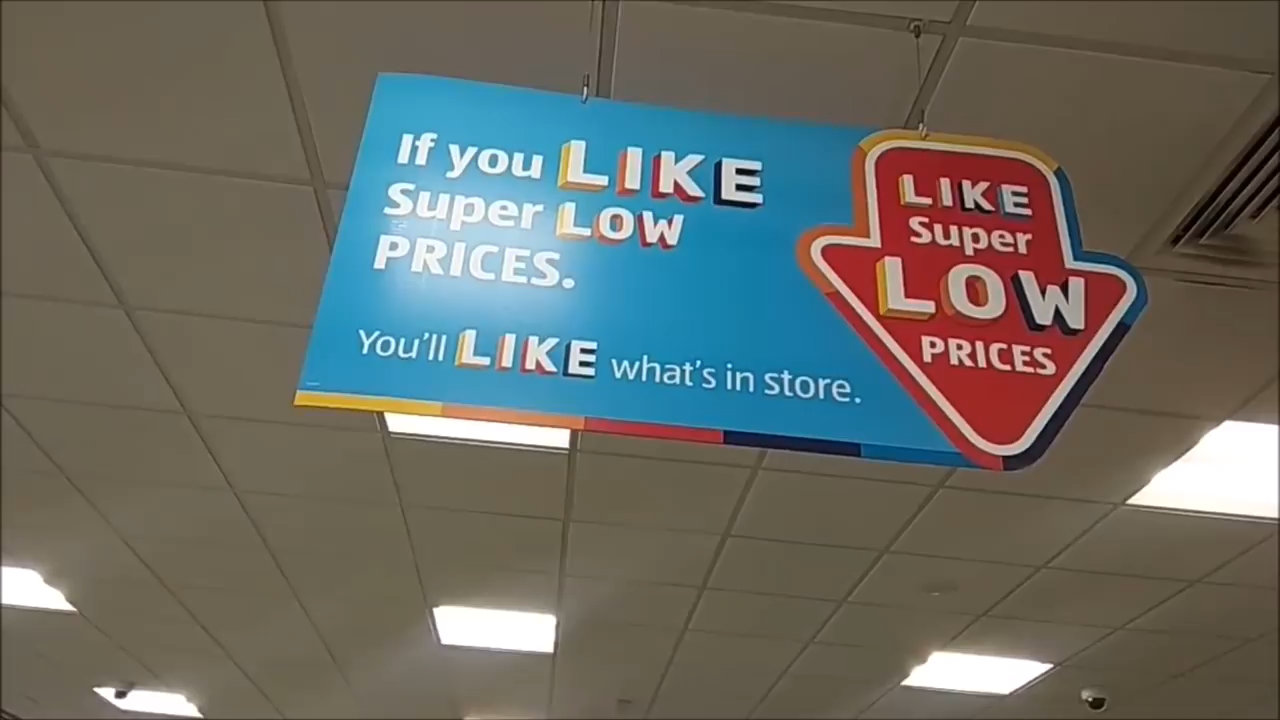 If you LIKE
Super LOW
PRICES.
You'll LIKE what's in store.
LIKE
Super
LOW
PRICES